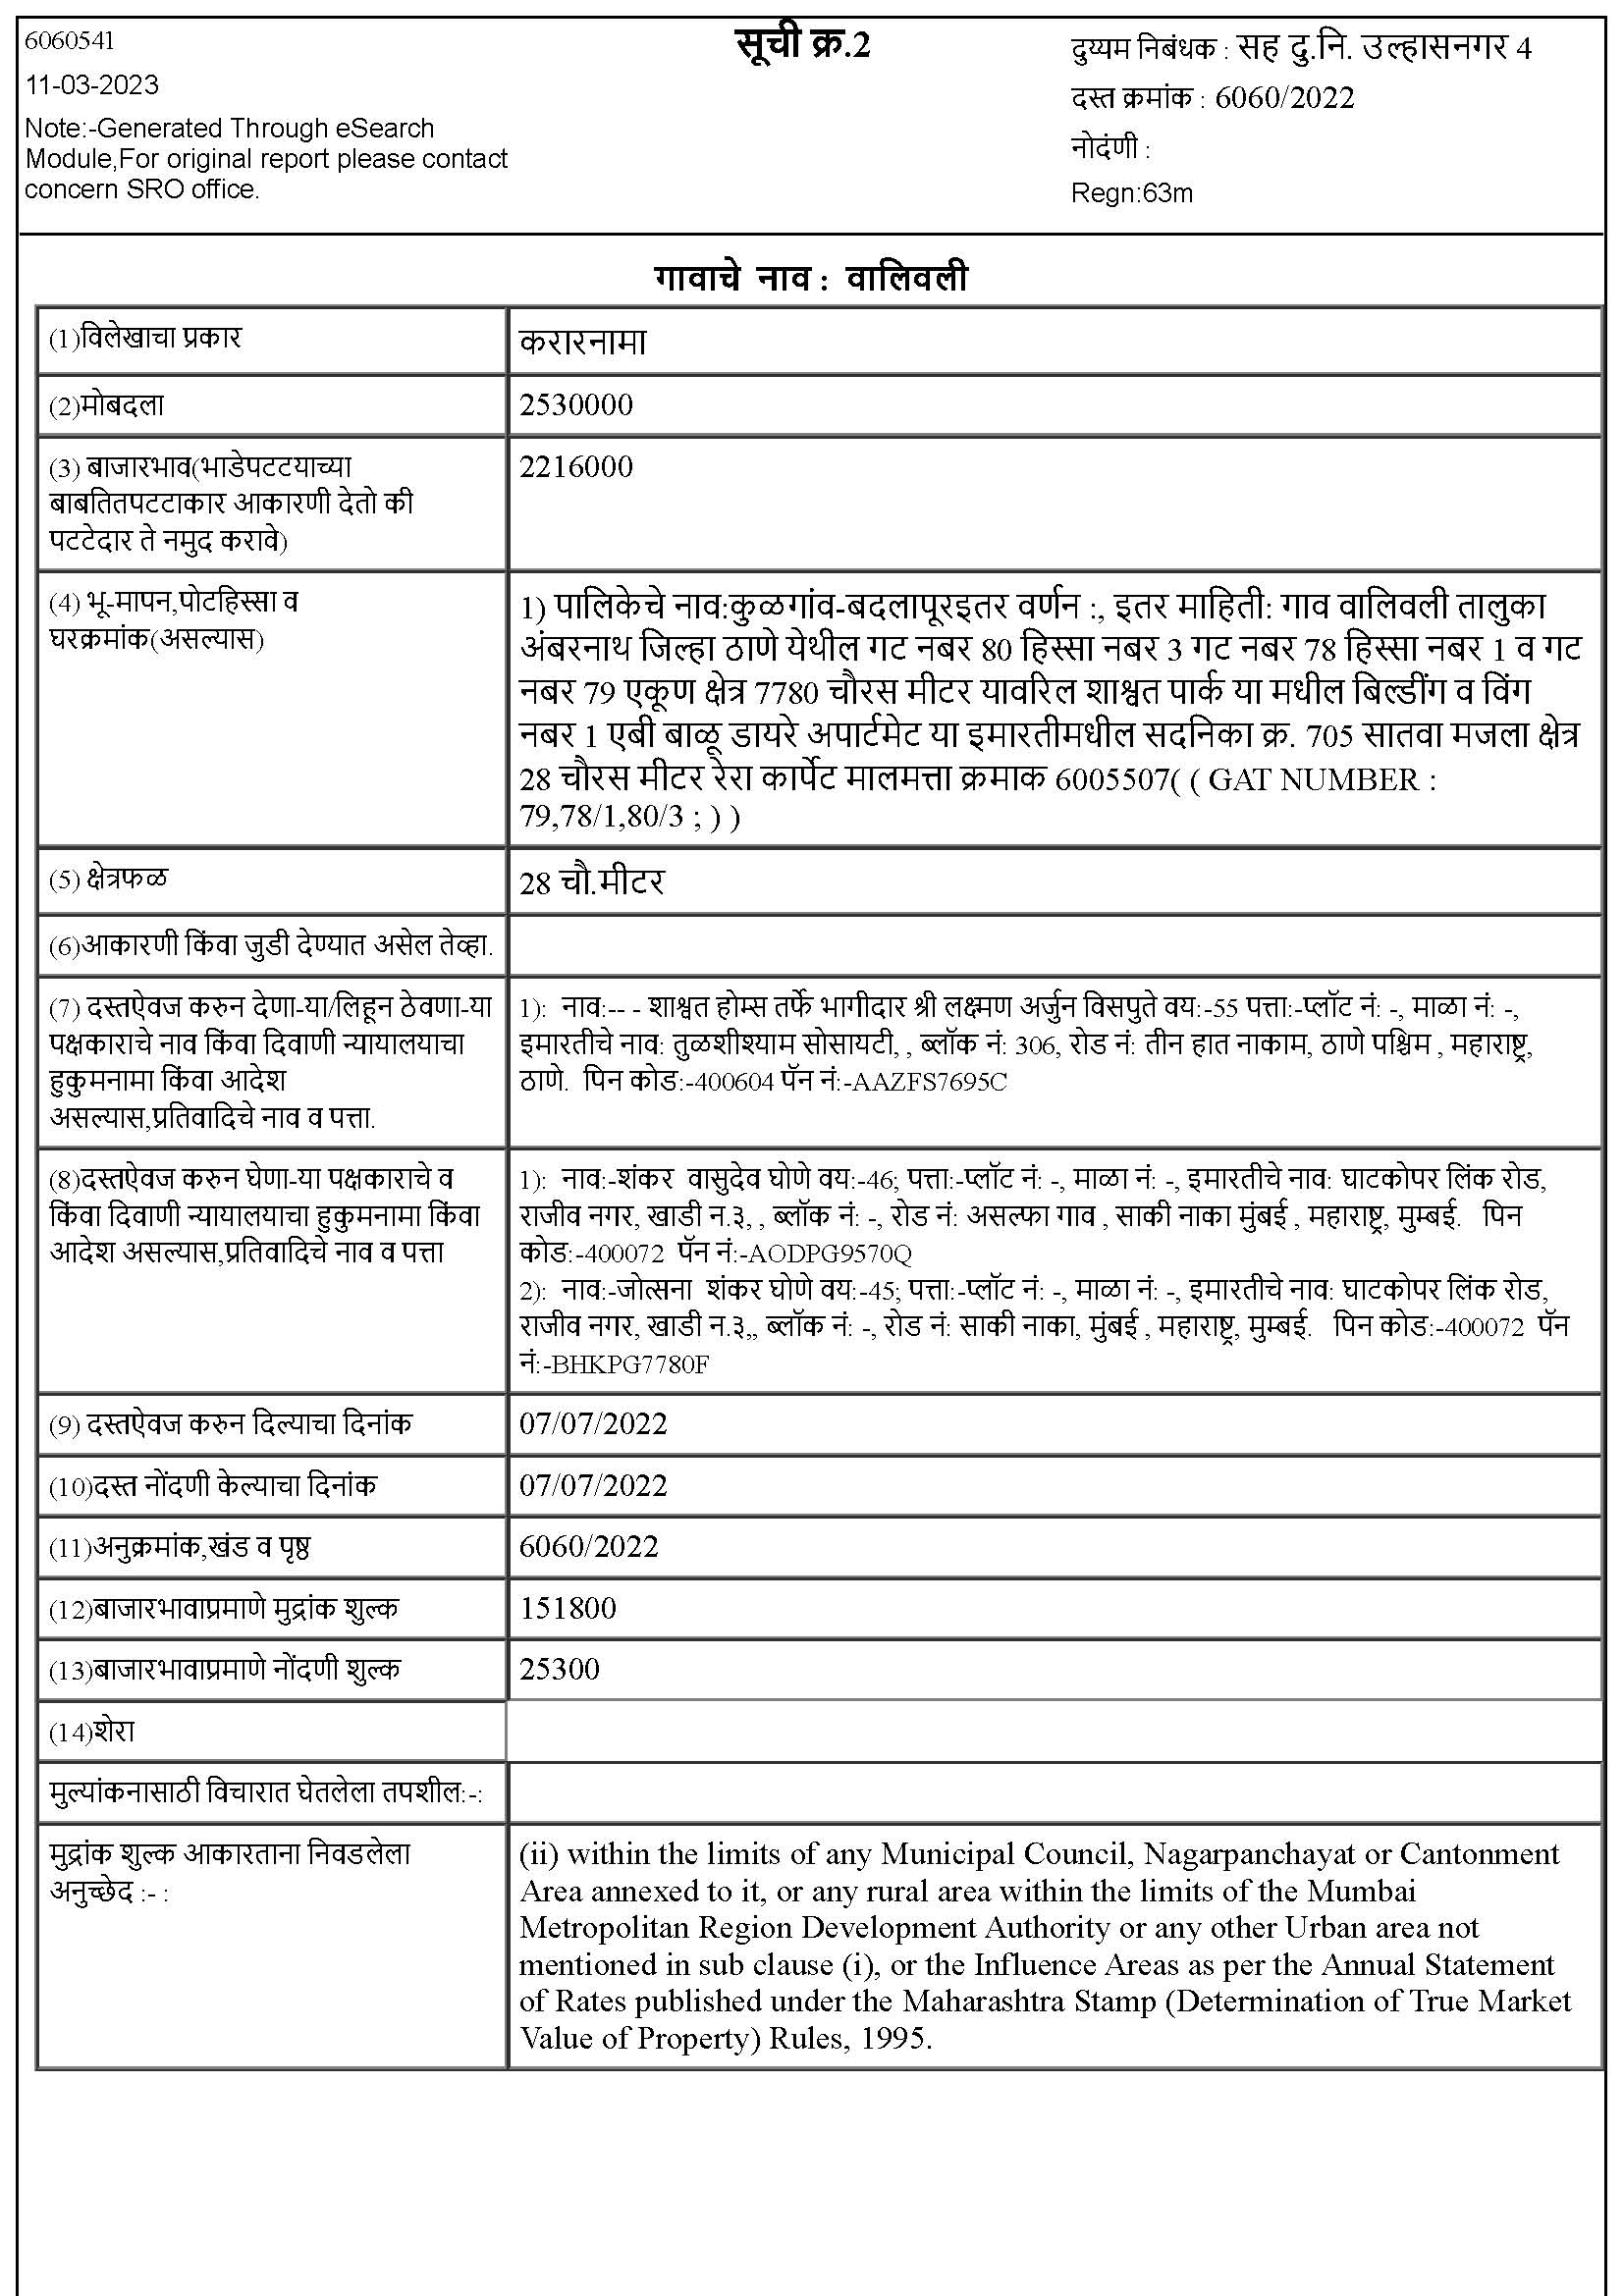 6060541
11-03-2023
Note:-Generated Through eSearch
Module,For original report please contact
concern SRO office.
सूची क्र.2
दुय्यम निबंधक : सह दु.नि. उल्हासनगर 4
दस्त क्रमांक : 6060/2022
नोदंणी :
Regn:63m
गावाचे नाव : वालिवली
(1)विलेखाचा प्रकार
करारनामा
(2)मोबदला
2530000
(3) बाजारभाव(भाडेपटटयाच्या
बाबतितपटटाकार आकारणी देतो की
पटटेदार ते नमुद करावे)
2216000
(4) भू-मापन,पोटहिस्सा व
घरक्रमांक(असल्यास)
1) पालिकेचे नाव:कुळगांव-बदलापूरइतर वर्णन :, इतर माहिती: गाव वालिवली तालुका
अंबरनाथ जिल्हा ठाणे येथील गट नबर 80 हिस्सा नबर 3 गट नबर 78 हिस्सा नबर 1 व गट
नबर 79 एकूण क्षेत्र 7780 चौरस मीटर यावरिल शाश्वत पार्क या मधील बिल्डींग व विंग
नबर 1 एबी बाळू डायरे अपार्टमेट या इमारतीमधील सदनिका क्र. 705 सातवा मजला क्षेत्र
28 चौरस मीटर रेरा कार्पेट मालमत्ता क्रमाक 6005507( ( GAT NUMBER :
79,78/1,80/3 ; ) )
(5) क्षेत्रफळ
28 चौ.मीटर
(6)आकारणी किंवा जुडी देण्यात असेल तेव्हा.
(7) दस्तऐवज करुन देणा-या/लिहून ठेवणा-या
पक्षकाराचे नाव किंवा दिवाणी न्यायालयाचा
हुकुमनामा किंवा आदेश
असल्यास,प्रतिवादिचे नाव व पत्ता.
1): नाव:-- - शाश्वत होम्स तर्फे भागीदार श्री लक्ष्मण अर्जुन विसपुते वय:-55 पत्ता:-प्लॉट नं: -, माळा नं: -,
इमारतीचे नाव: तुळशीश्याम सोसायटी, , ब्लॉक नं: 306, रोड नं: तीन हात नाकाम, ठाणे पश्चिम , महाराष्ट्र,
ठाणे. पिन कोड:-400604 पॅन नं:-AAZFS7695C
(8)दस्तऐवज करुन घेणा-या पक्षकाराचे व
किंवा दिवाणी न्यायालयाचा हुकुमनामा किंवा
आदेश असल्यास,प्रतिवादिचे नाव व पत्ता
1): नाव:-शंकर वासुदेव घोणे वय:-46; पत्ता:-प्लॉट नं: -, माळा नं: -, इमारतीचे नाव: घाटकोपर लिंक रोड,
राजीव नगर, खाडी न.३, , ब्लॉक नं: -, रोड नं: असल्फा गाव , साकी नाका मुंबई , महाराष्ट्र, मुम्बई. पिन
कोड:-400072 पॅन नं:-AODPG9570Q
2): नाव:-जोत्सना शंकर घोणे वय:-45; पत्ता:-प्लॉट नं: -, माळा नं: -, इमारतीचे नाव: घाटकोपर लिंक रोड,
राजीव नगर, खाडी न.३,, ब्लॉक नं: -, रोड नं: साकी नाका, मुंबई , महाराष्ट्र, मुम्बई. पिन कोड:-400072 पॅन
नं:-BHKPG7780F
(9) दस्तऐवज करुन दिल्याचा दिनांक
07/07/2022
(10)दस्त नोंदणी केल्याचा दिनांक
07/07/2022
(11)अनुक्रमांक,खंड व पृष्ठ
6060/2022
(12)बाजारभावाप्रमाणे मुद्रांक शुल्क
151800
(13)बाजारभावाप्रमाणे नोंदणी शुल्क
25300
(14)शेरा
मुल्यांकनासाठी विचारात घेतलेला तपशील:-:
मुद्रांक शुल्क आकारताना निवडलेला
अनुच्छेद :- :
(ii) within the limits of any Municipal Council, Nagarpanchayat or Cantonment
Area annexed to it, or any rural area within the limits of the Mumbai
Metropolitan Region Development Authority or any other Urban area not
mentioned in sub clause (i), or the Influence Areas as per the Annual Statement
of Rates published under the Maharashtra Stamp (Determination of True Market
Value of Property) Rules, 1995.